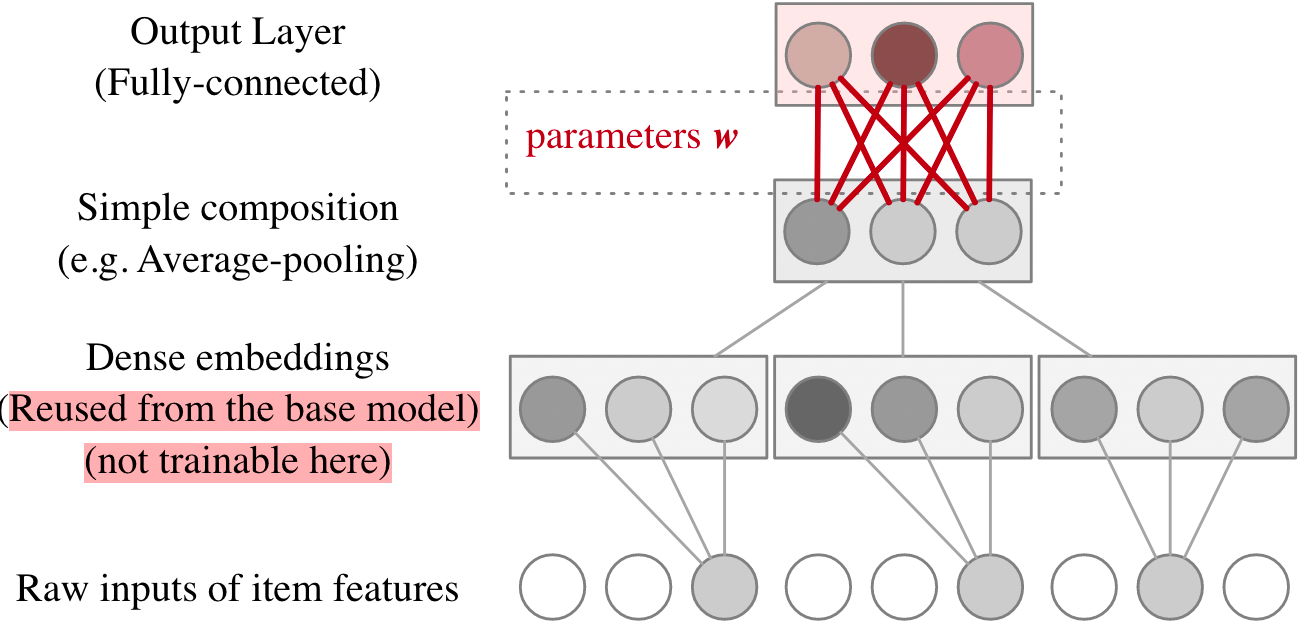 Output Layer
(Fully-connected)
parameters w
Simple composition
(e.g. Average-pooling)
Dense embeddings
(Reused from the base model)
(not trainable here)
Raw inputs of item features